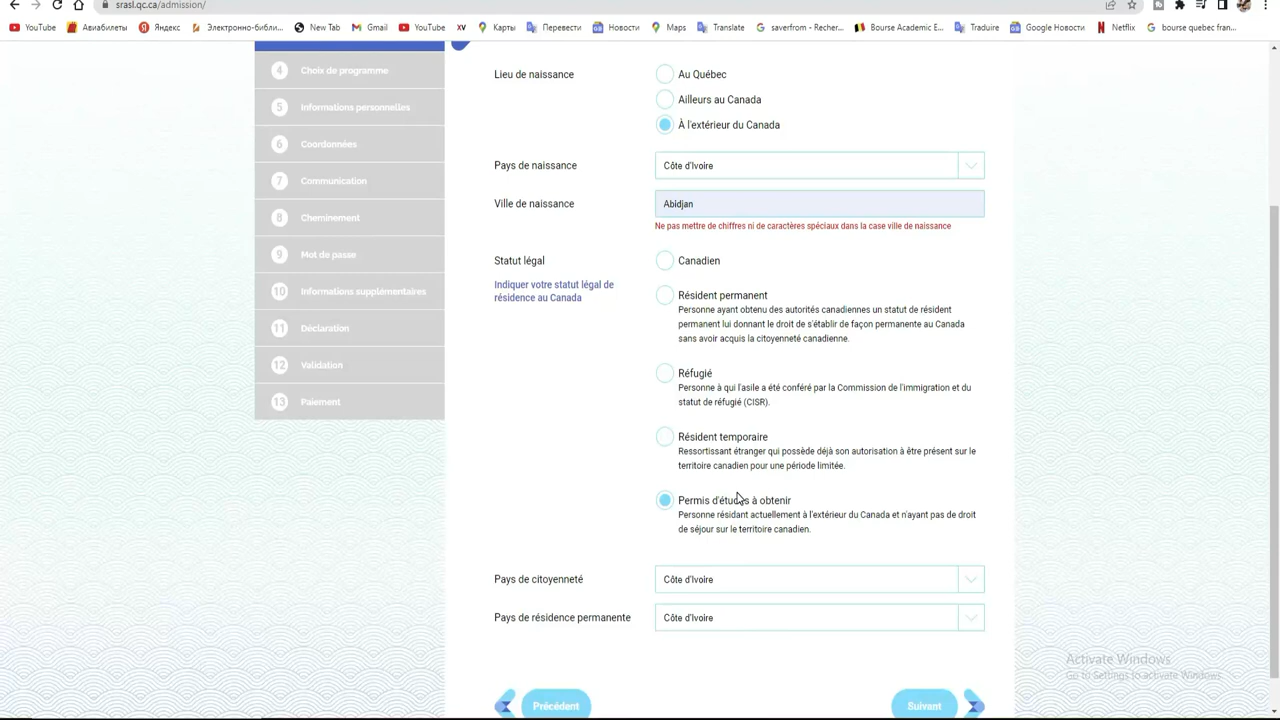 srasl.qc.ca/admission/
YouTube
Авиабилеты
Яндекс
Электронно-библи...
New Tab
Gmail
YouTube
XV
Карты
Перевести
Новости
Maps
Translate
saverfrom - Recher...
Bourse Academic E...
Traduire
Google Новости
Netflix
bourse quebec fran...
4 Choix de programme
5 Informations personnelles
6 Coordonnées
7 Communication
8 Cheminement
9 Mot de passe
10 Informations supplémentaires
11 Déclaration
12 Validation
13 Paiement
Lieu de naissance
Au Québec
Ailleurs au Canada
À l'extérieur du Canada
Pays de naissance
Côte d'Ivoire
Ville de naissance
Abidjan
Ne pas mettre de chiffres ni de caractères spéciaux dans la case ville de naissance
Statut légal
Indiquer votre statut légal de
résidence au Canada
Canadien
Résident permanent
Personne ayant obtenu des autorités canadiennes un statut de résident
permanent lui donnant le droit de s'établir de façon permanente au Canada
sans avoir acquis la citoyenneté canadienne.
Réfugié
Personne à qui l'asile a été conféré par la Commission de l'immigration et du
statut de réfugié (CISR).
Résident temporaire
Ressortissant étranger qui possède déjà son autorisation à être présent sur le
territoire canadien pour une période limitée.
Permis d'études à obtenir
Personne résidant actuellement à l'extérieur du Canada et n'ayant pas de droit
de séjour sur le territoire canadien.
Pays de citoyenneté
Côte d'Ivoire
Pays de résidence permanente
Côte d'Ivoire
Précédent
Suivant
Activate Windows
Go to Settings to activate Windows.